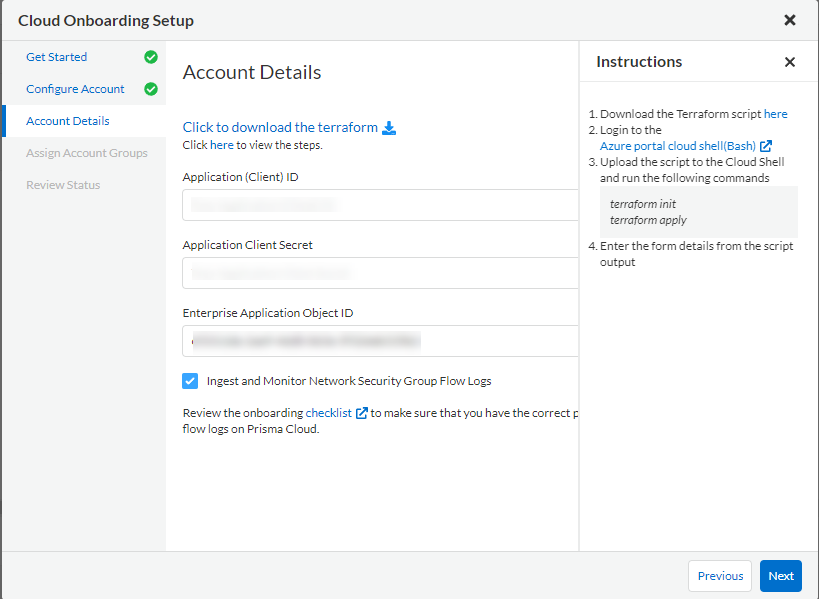 Cloud Onboarding Setup
Get Started
Configure Account
Account Details
Assign Account Groups
Review Status
Account Details
Click to download the terraform
Click here to view the steps.
Application (Client) ID
Application Client Secret
Enterprise Application Object ID
Ingest and Monitor Network Security Group Flow Logs
Review the onboarding checklist to make sure that you have the correct p
flow logs on Prisma Cloud.
Instructions
1. Download the Terraform script here
2. Login to the
Azure portal cloud shell(Bash)
3. Upload the script to the Cloud Shell
and run the following commands
terraform init
terraform apply
4. Enter the form details from the script
output
Previous
Next